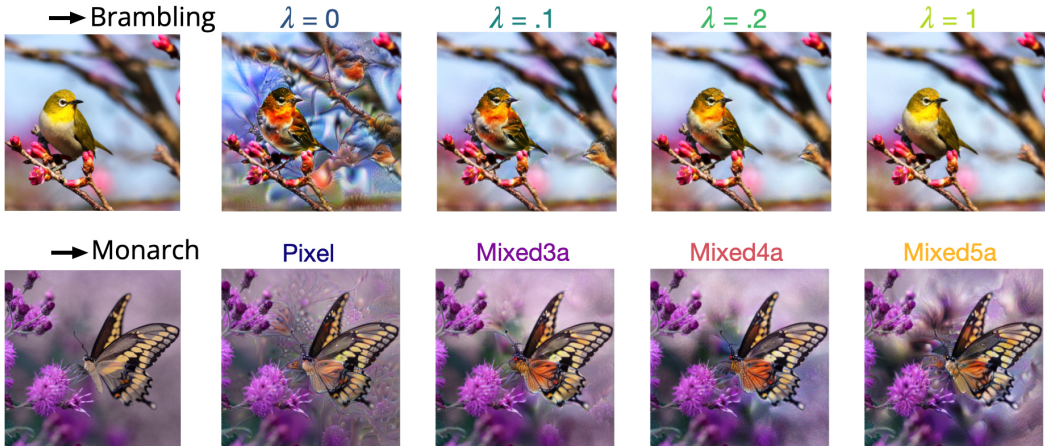 → Brambling
λ = 0
λ = .1
λ = .2
λ = 1
→ Monarch
Pixel
Mixed3a
Mixed4a
Mixed5a